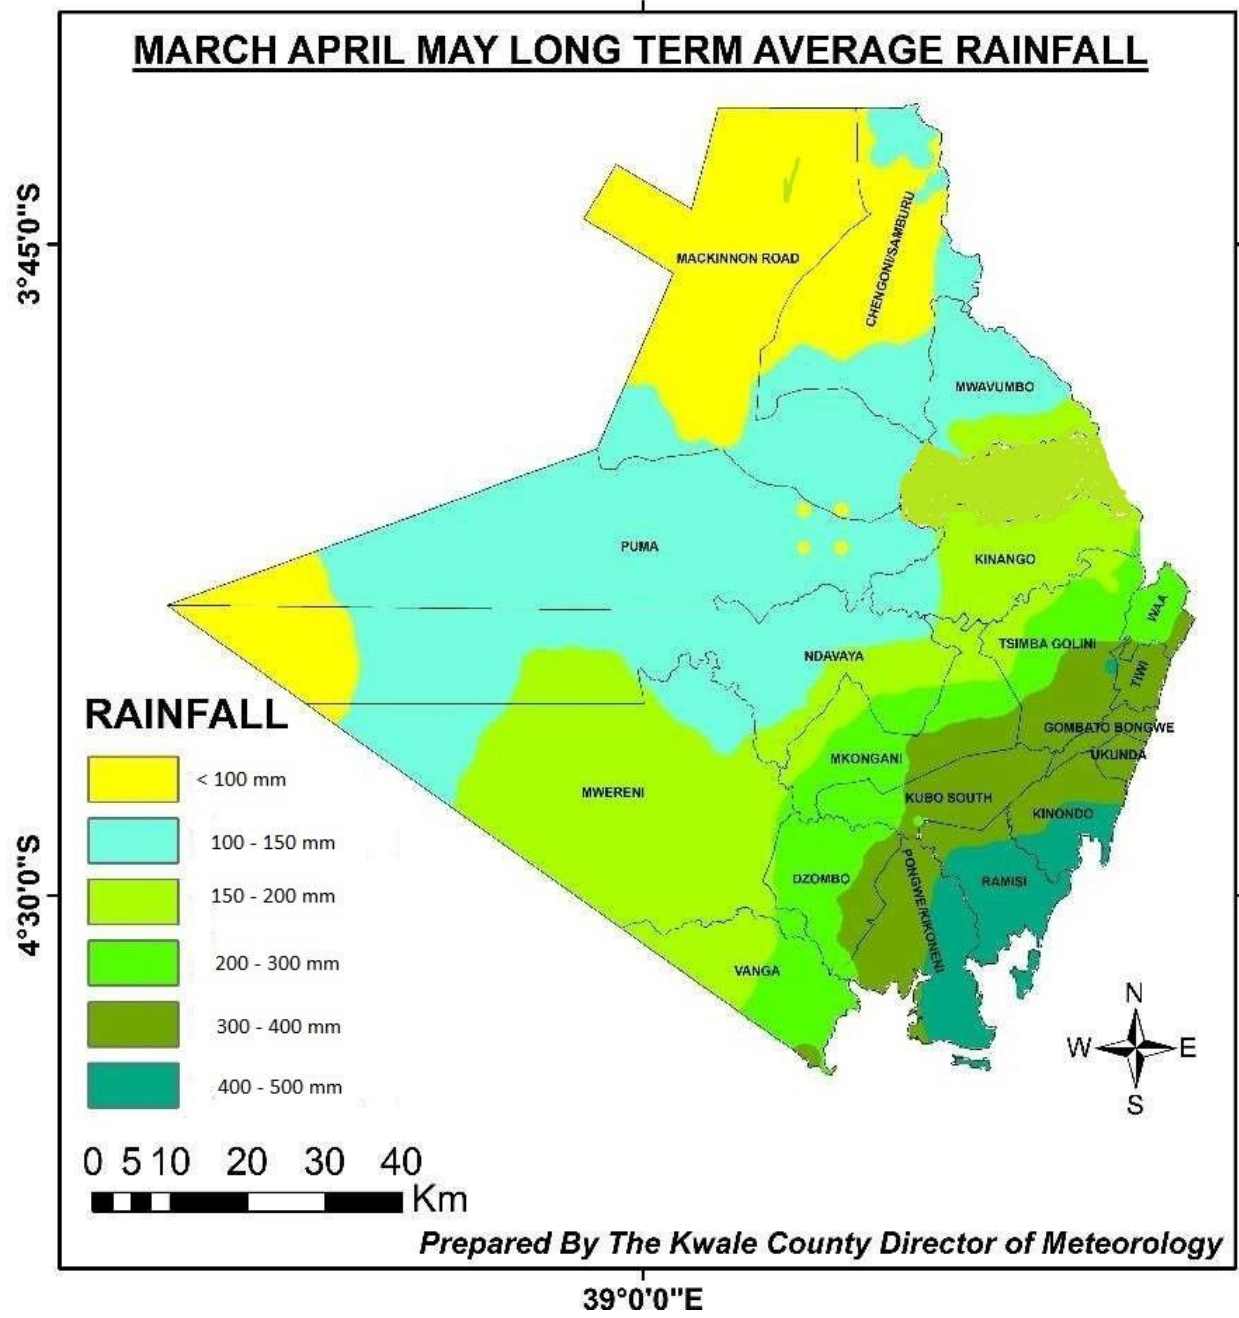 MARCH APRIL MAY LONG TERM AVERAGE RAINFALL
3°45'0"S
MACKINNON ROAD
CHENGONI/SAMBURU
MWAVUMBO
PUMA
KINANGO
WAA
TSIMBA GOLINI
NDAVAYA
TIWI
GOMBATO BONGWE
UKUNDA
MKONGANI
MWERENI
KUBO SOUTH
KINONDO
DZOMBO
PONGWE/KIKONENI
RAMISI
VANGA
4°30'0"S
RAINFALL
< 100 mm
100 - 150 mm
150 - 200 mm
200 - 300 mm
300 - 400 mm
400 - 500 mm
N
W E
S
0 5 10 20 30 40
Km
Prepared By The Kwale County Director of Meteorology
39°0'0"E